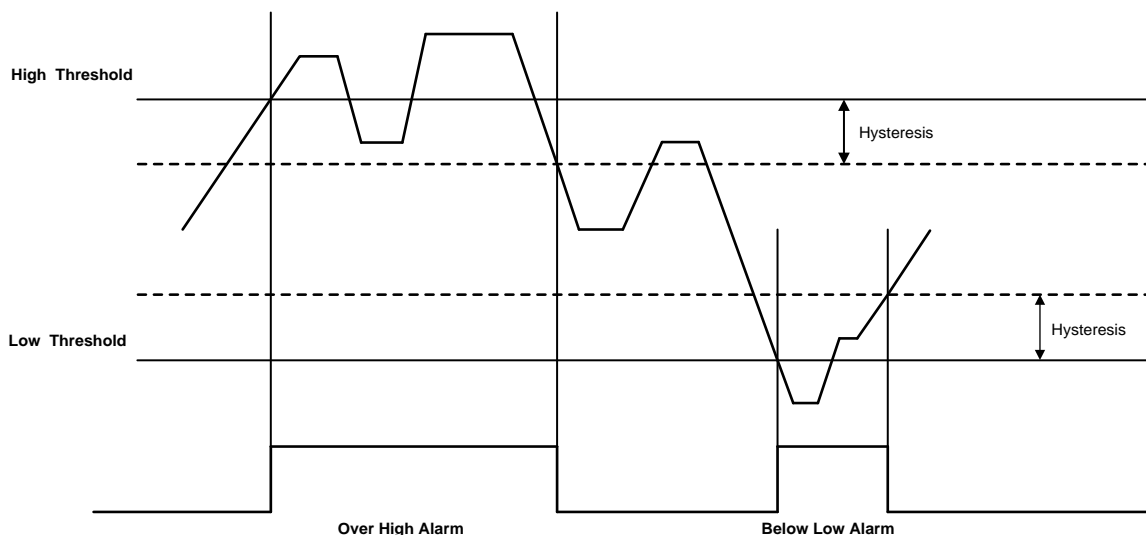 High Threshold
Hysteresis
Hysteresis
Low Threshold
Over High Alarm
Below Low Alarm